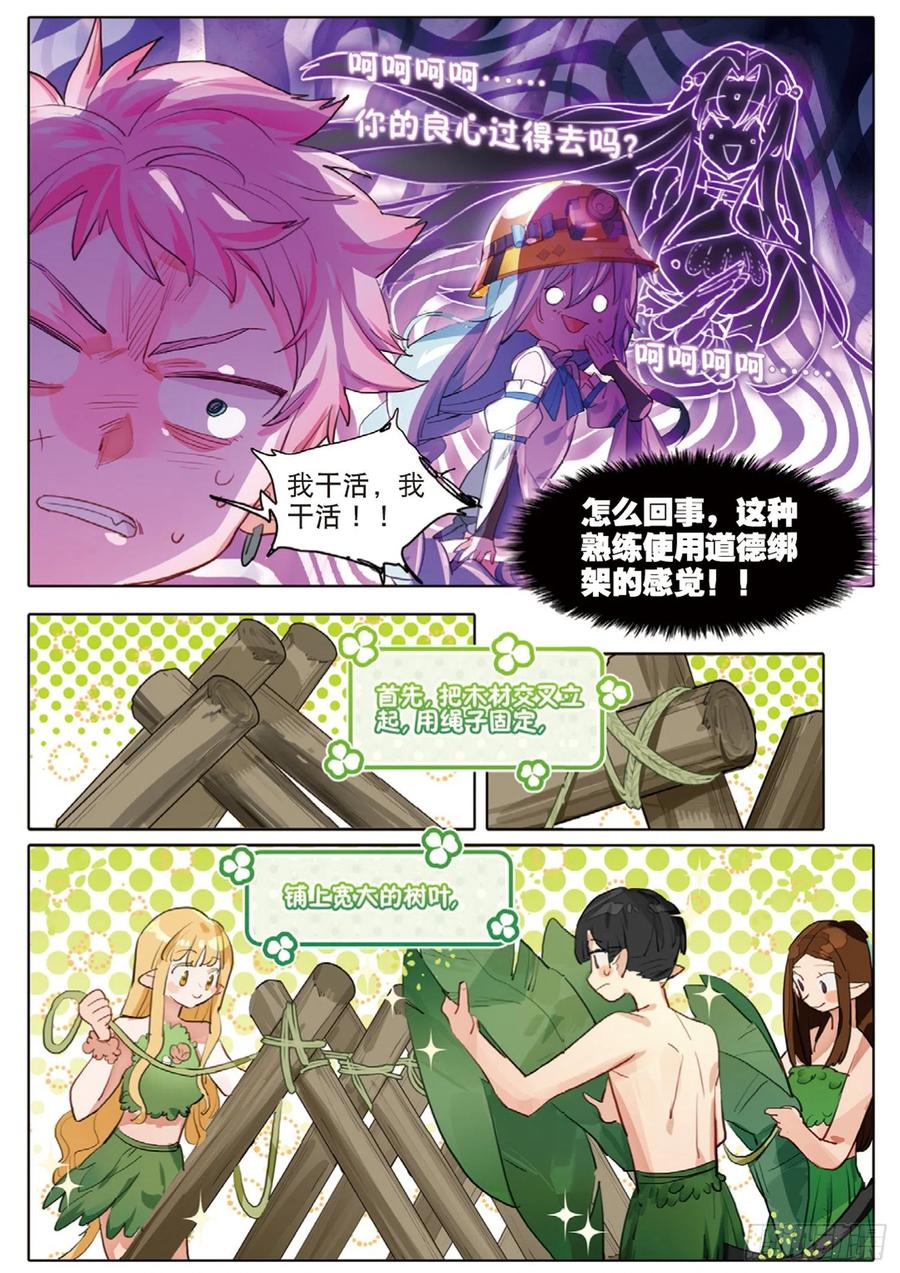 呵呵呵呵……
你的良心过得去吗？
呵呵呵呵……
我干活，我
干活！！
怎么回事，这种
熟练使用道德绑
架的感觉！！
首先，把木材交叉立
起，用绳子固定，
铺上宽大的树叶，